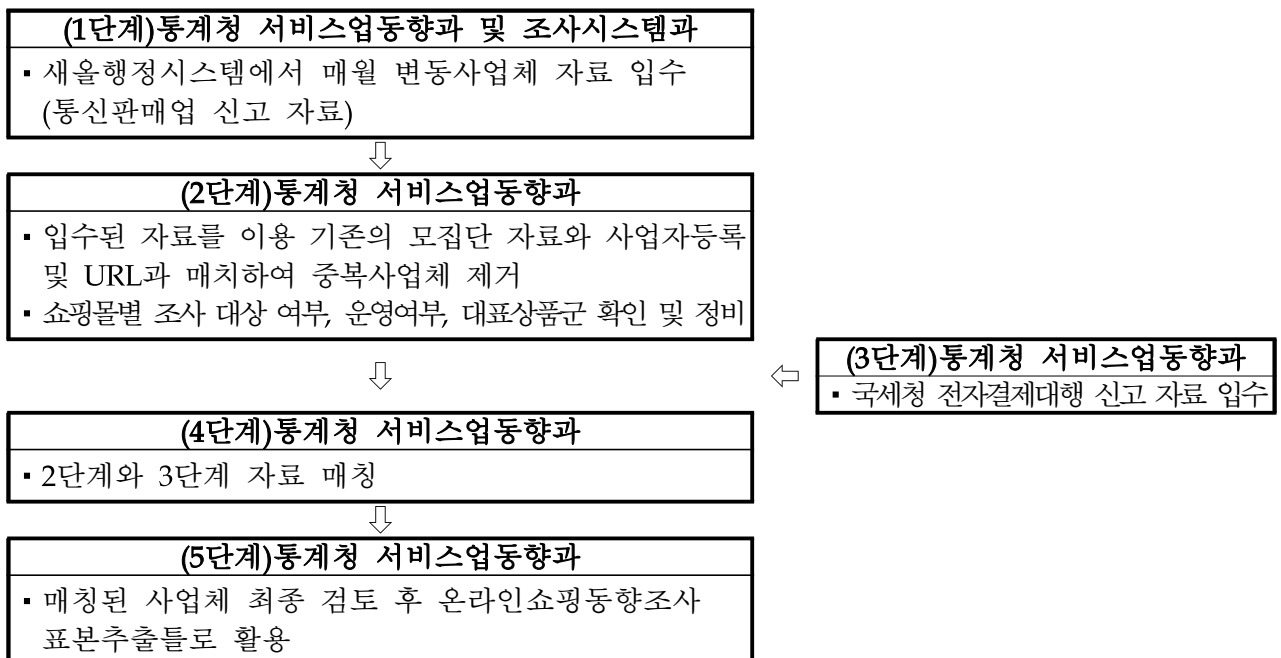 (1단계)통계청 서비스업동향과 및 조사시스템과
▪ 새올행정시스템에서 매월 변동사업체 자료 입수
(통신판매업 신고 자료)
⇩
(2단계)통계청 서비스업동향과
▪ 입수된 자료를 이용 기존의 모집단 자료와 사업자등록
및 URL과 매치하여 중복사업체 제거
▪ 쇼핑몰별 조사 대상 여부, 운영여부, 대표상품군 확인 및 정비
⇩
⇦
(3단계)통계청 서비스업동향과
▪ 국세청 전자결제대행 신고 자료 입수
(4단계)통계청 서비스업동향과
▪ 2단계와 3단계 자료 매칭
⇩
(5단계)통계청 서비스업동향과
▪ 매칭된 사업체 최종 검토 후 온라인쇼핑동향조사
표본추출틀로 활용